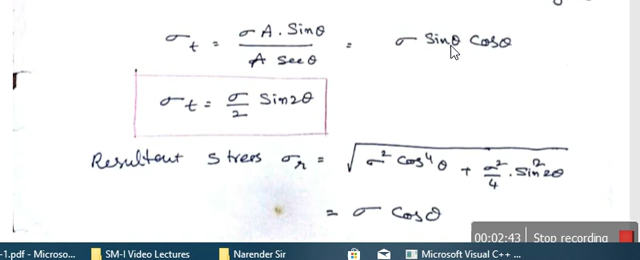 σt = σ A . Sinθ / A Secθ = σ Sinθ Cosθ
σt = σ/2 Sin2θ
Resultant Stress σr = √ σ² Cos⁴θ + σ²/4 . Sin²2θ
= σ Cosθ
00:02:43 Stop recording
-1.pdf - Microso... SM-I Video Lectures Narender Sir Microsoft Visual C++ ...